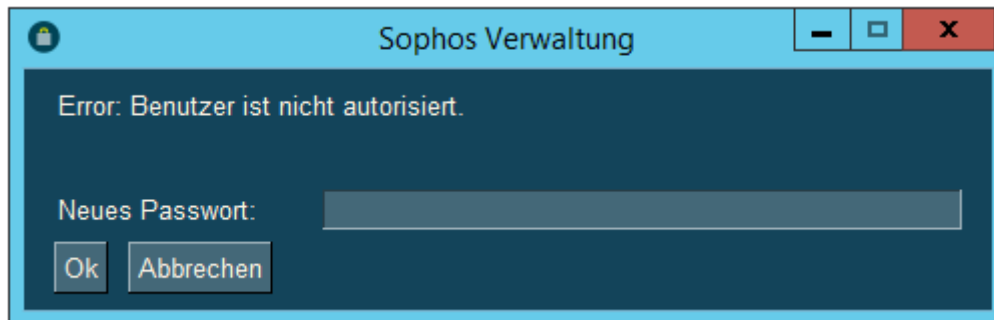 Sophos Verwaltung
Error: Benutzer ist nicht autorisiert.
Neues Passwort:
Ok Abbrechen